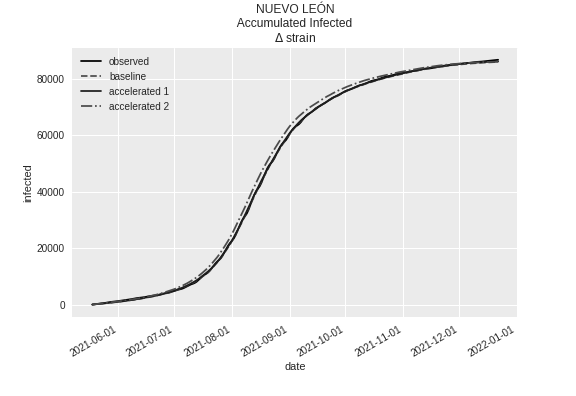 NUEVO LEÓN
Accumulated Infected
Δ strain
observed
baseline
accelerated 1
accelerated 2
80000
60000
40000
20000
0
infected
2021-06-01
2021-07-01
2021-08-01
2021-09-01
2021-10-01
2021-11-01
2021-12-01
2022-01-01
date